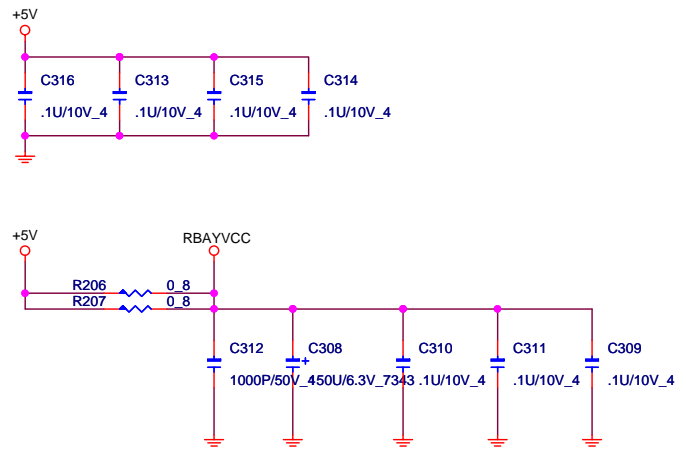 +5V
C316 C313 C315 C314
.1U/10V_4 .1U/10V_4 .1U/10V_4 .1U/10V_4
+5V RBAYVCC
R206 0_8
R207 0_8
C312 C308 + C310 C311 C309
1000P/50V_4 150U/6.3V_7343 .1U/10V_4 .1U/10V_4 .1U/10V_4